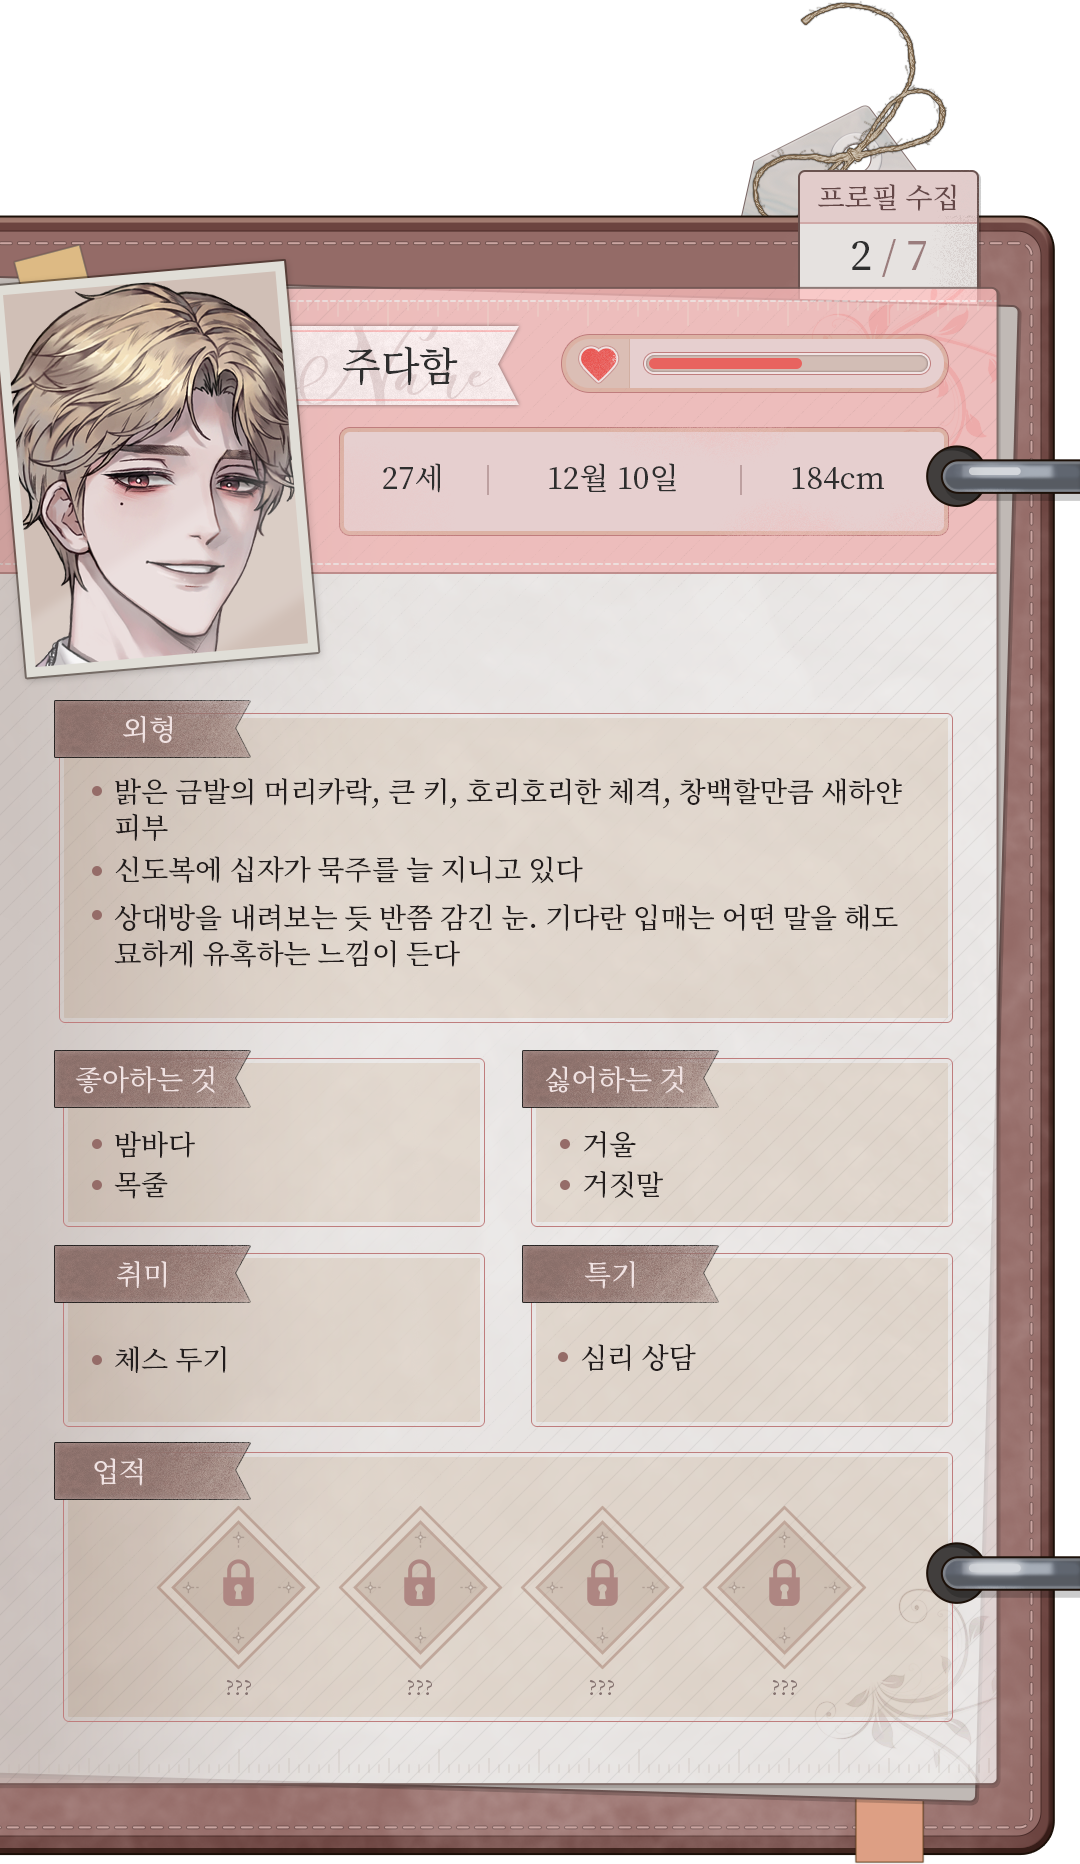 프로필 수집
2 / 7
주다함
27세
12월 10일
184cm
외형
밝은 금발의 머리카락, 큰 키, 호리호리한 체격, 창백할만큼 새하얀
피부
신도복에 십자가 묵주를 늘 지니고 있다
상대방을 내려보는 듯 반쯤 감긴 눈. 기다란 입매는 어떤 말을 해도
묘하게 유혹하는 느낌이 든다
좋아하는 것
밤바다
목줄
싫어하는 것
거울
거짓말
취미
체스 두기
특기
심리 상담
업적
???
???
???
???